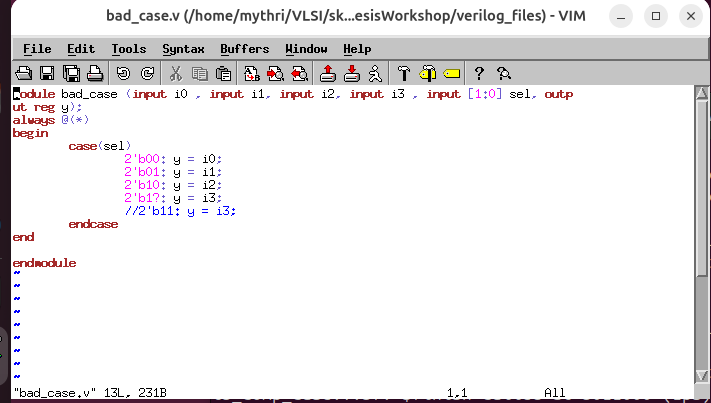 bad_case.v (/home/mythri/VLSI/sk...esisWorkshop/verilog_files) - VIM
File Edit Tools Syntax Buffers Window Help
module bad_case (input i0 , input i1, input i2, input i3 , input [1:0] sel, outp
ut reg y);
always @(*)
begin
case(sel)
2'b00: y = i0;
2'b01: y = i1;
2'b10: y = i2;
2'b1?: y = i3;
//2'b11: y = i3;
endcase
end
endmodule
~
~
~
~
~
~
~
~
~
"bad_case.v" 13L, 231B 1,1 All